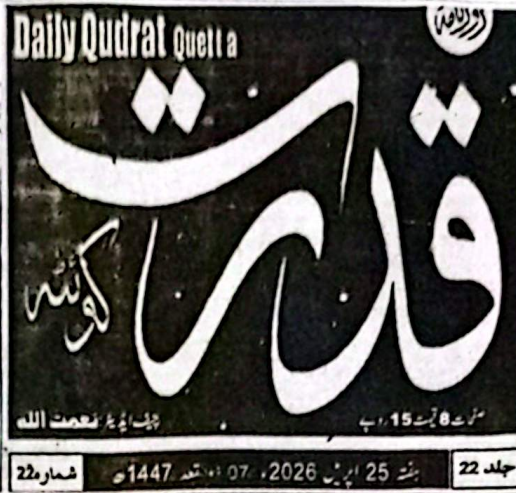 Daily Qudrat Quetta
روزنامہ
قدرت
کوئٹہ
صفحات 8 قیمت 15 روپے
چیف ایڈیٹر نعمت اللہ
جلد 22
ہفتہ 25 اپریل 2026ء 07 ذوالقعد 1447ھ
شمارہ 22